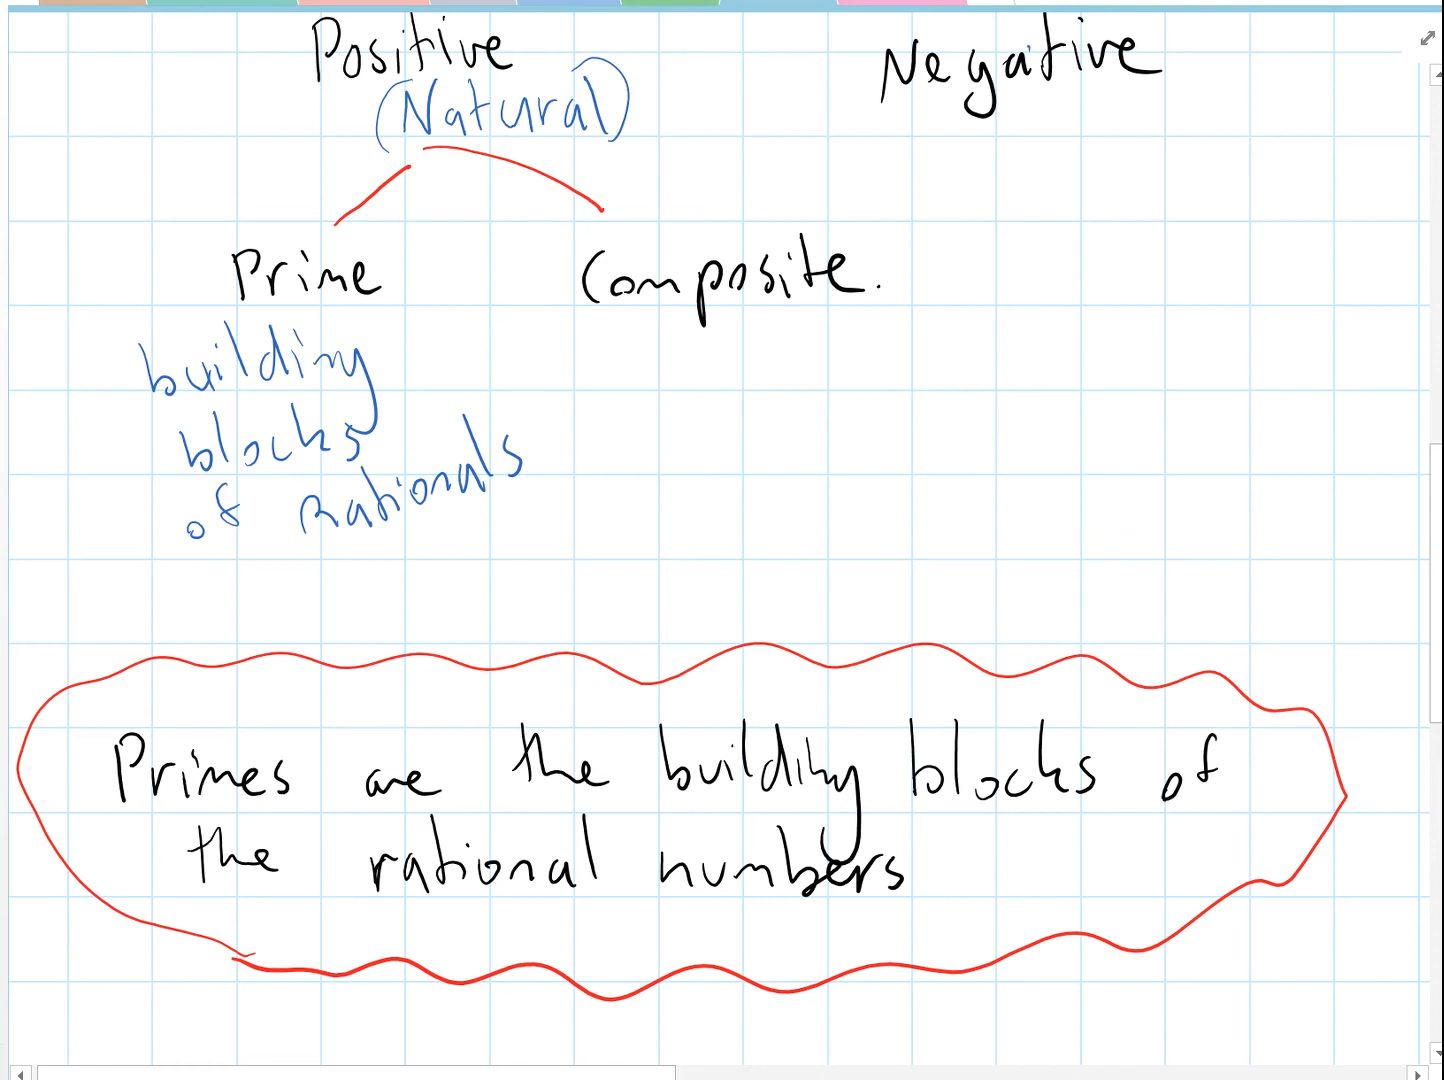 Positive Negative
(Natural)
Prime Composite.
building
blocks
of rationals
Primes are the building blocks of
the rational numbers